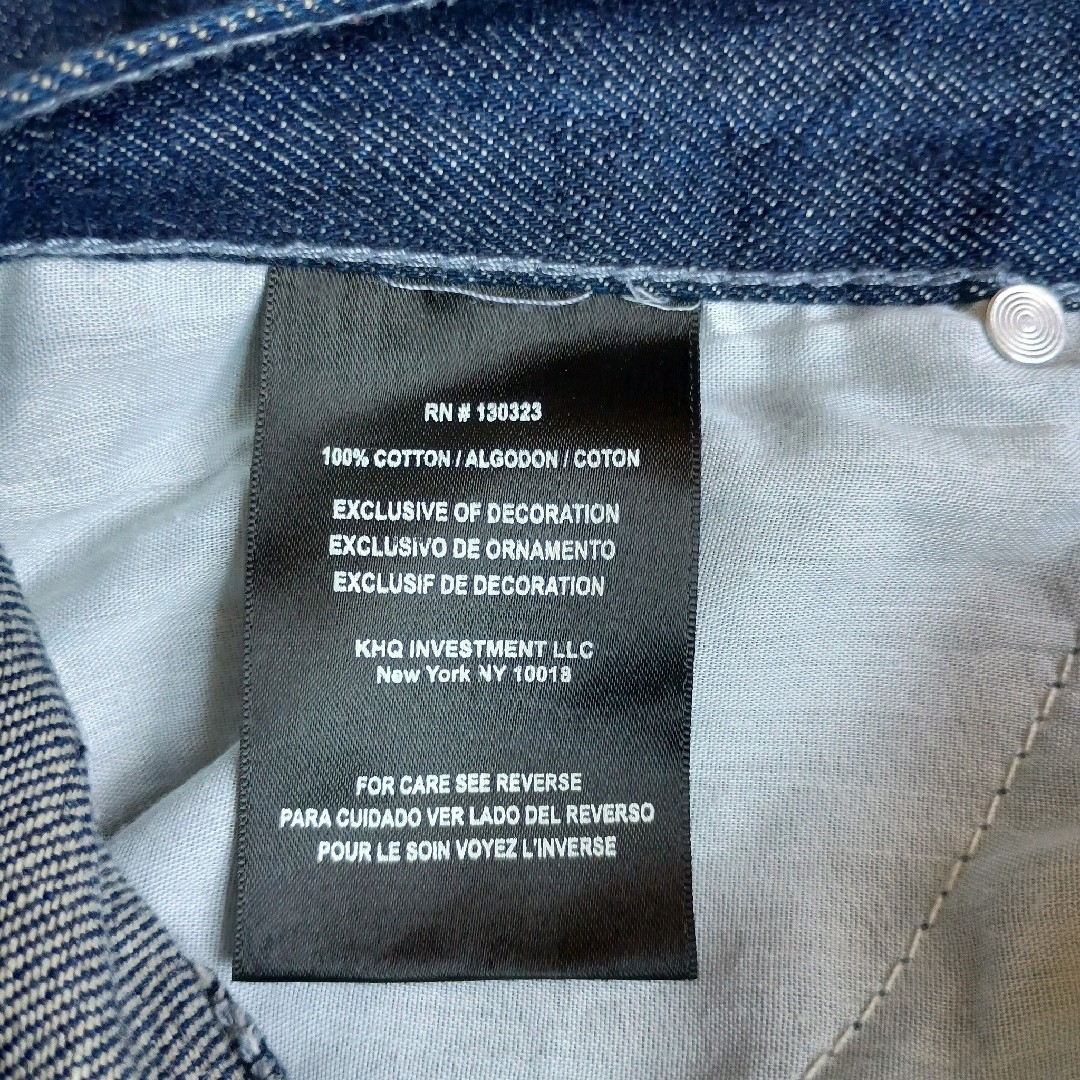 RN # 130323
100% COTTON / ALGODON / COTON
EXCLUSIVE OF DECORATION
EXCLUSIVO DE ORNAMENTO
EXCLUSIF DE DECORATION
KHQ INVESTMENT LLC
New York NY 10018
FOR CARE SEE REVERSE
PARA CUIDADO VER LADO DEL REVERSO
POUR LE SOIN VOYEZ L'INVERSE